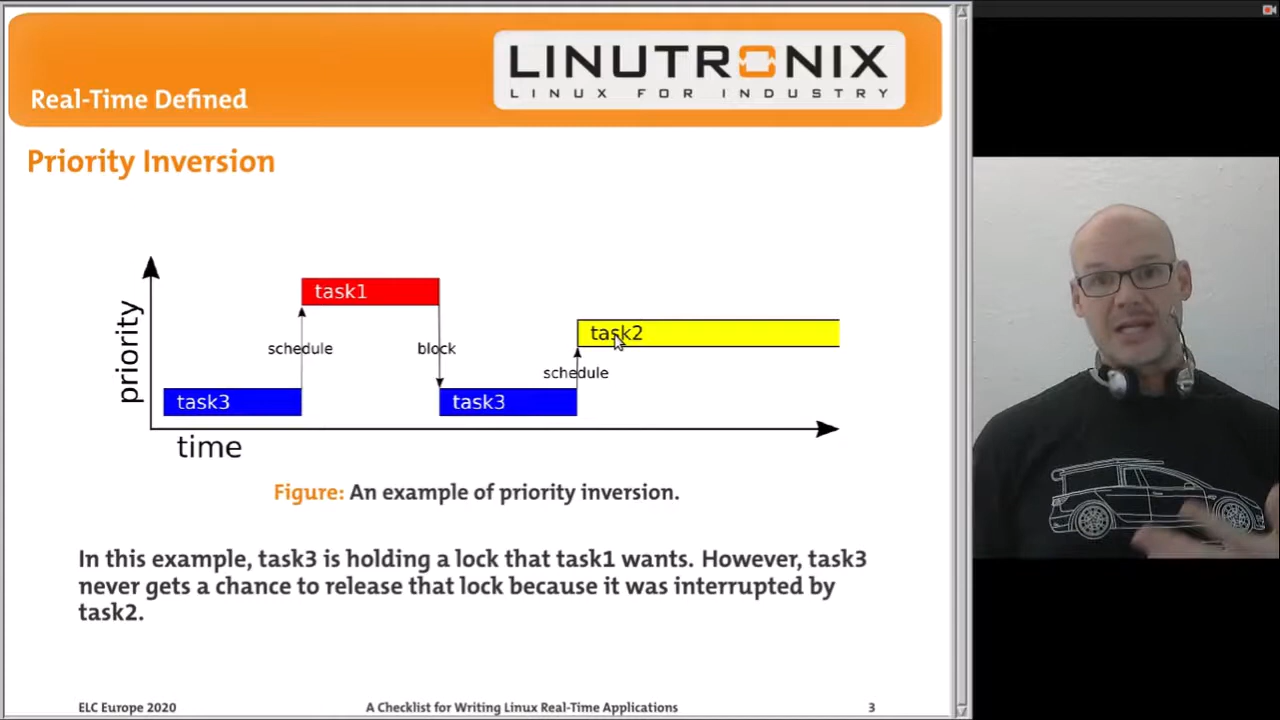 Real-Time Defined
LINUTRONIX
LINUX FOR INDUSTRY
Priority Inversion
priority
task1
schedule
block
task2
schedule
task3
task3
time
Figure: An example of priority inversion.
In this example, task3 is holding a lock that task1 wants. However, task3
never gets a chance to release that lock because it was interrupted by
task2.
ELC Europe 2020
A Checklist for Writing Linux Real-Time Applications
3